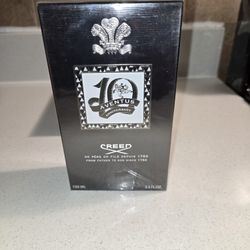 10
AVENTUS
ANNIVERSARY
CREED
DE PÈRE EN FILS DEPUIS 1760
FROM FATHER TO SON SINCE 1760
100 ML 3.3 FL.OZ